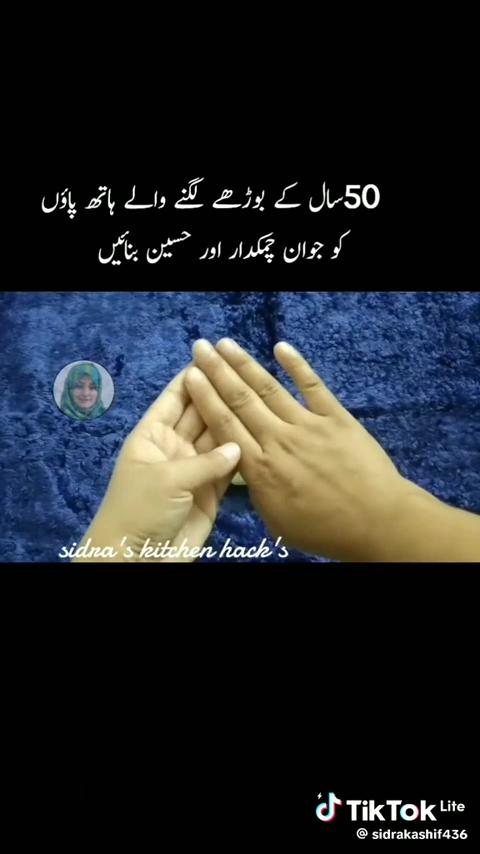 50سال کے بوڑھے لگنے والے ہاتھ پاؤں
کو جوان چمکدار اور حسین بنائیں
sidra's kitchen hack's
TikTok Lite
@ sidrakashif436